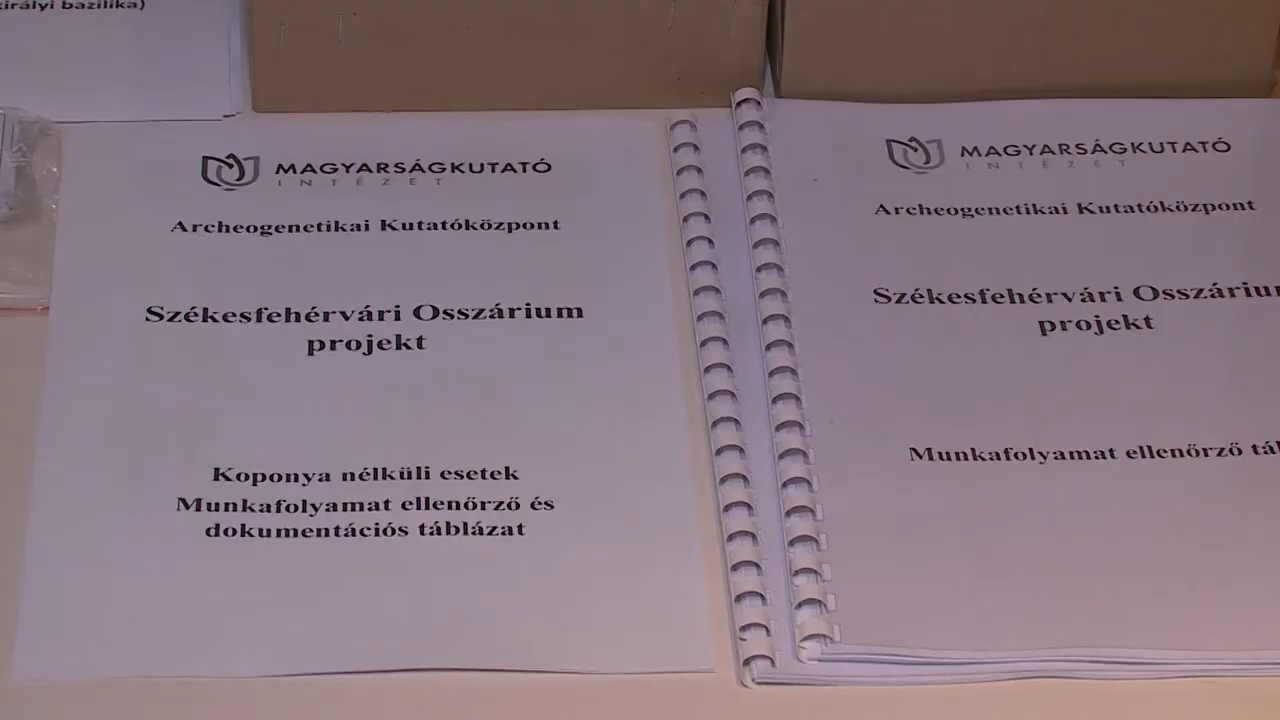 királyi bazilika)
MAGYARSÁGKUTATÓ
INTÉZET
Archeogenetikai Kutatóközpont
Székesfehérvári Osszárium
projekt
Koponya nélküli esetek
Munkafolyamat ellenőrző és
dokumentációs táblázat
MAGYARSÁGKUTATÓ
INTÉZET
Archeogenetikai Kutatóközpont
Székesfehérvári Osszárium
projekt
Munkafolyamat ellenőrző tál